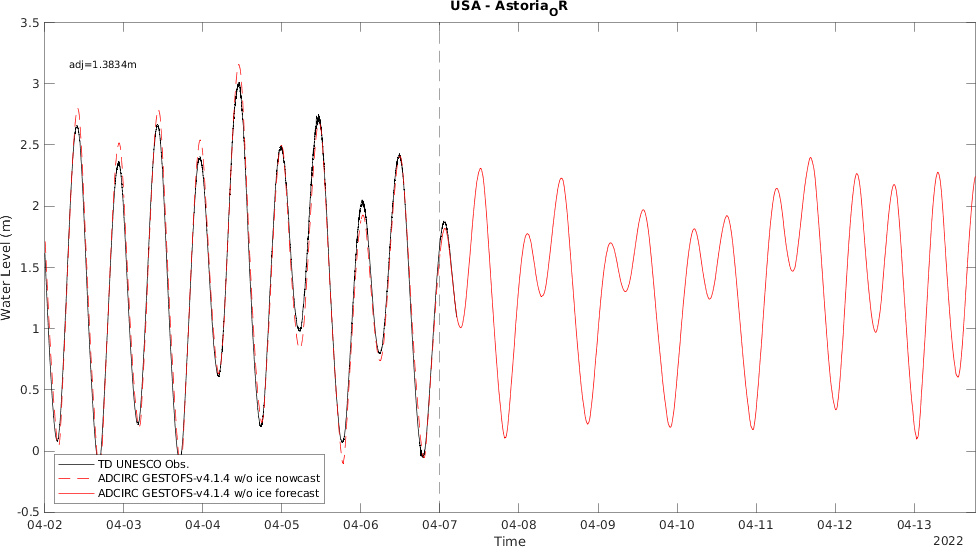 USA - Astoria_OR
adj=1.3834m
3.5
3
2.5
2
1.5
1
0.5
0
-0.5
Water Level (m)
TD UNESCO Obs.
ADCIRC GESTOFS-v4.1.4 w/o ice nowcast
ADCIRC GESTOFS-v4.1.4 w/o ice forecast
04-02 04-03 04-04 04-05 04-06 04-07 04-08 04-09 04-10 04-11 04-12 04-13
Time
2022